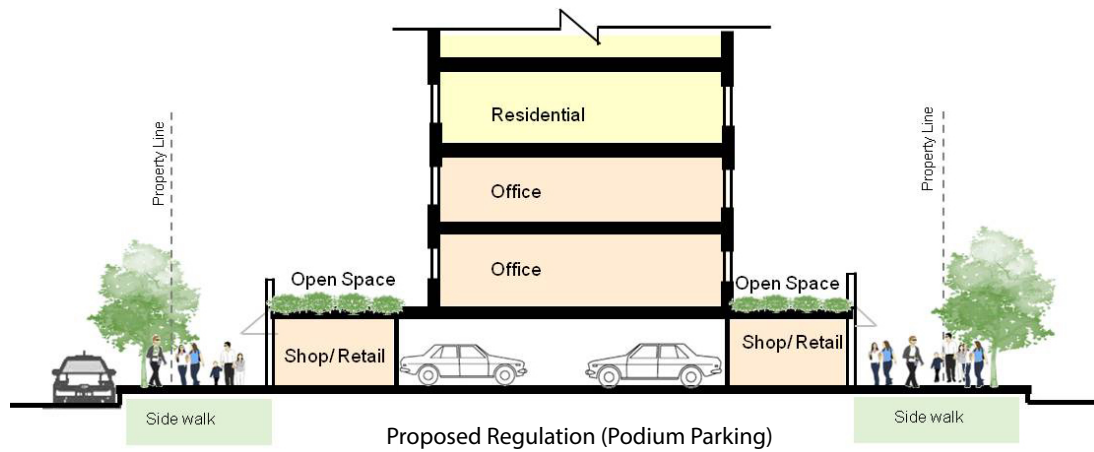 Residential
Property Line
Property Line
Office
Office
Open Space
Open Space
Shop/ Retail
Shop/ Retail
Side walk
Side walk
Proposed Regulation (Podium Parking)